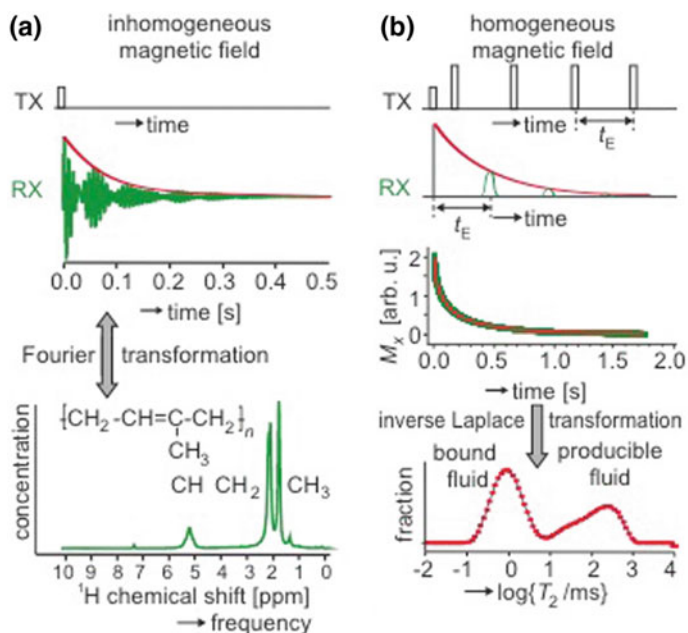 (a) inhomogeneous
magnetic field
TX
→time
RX
0.0 0.1 0.2 0.3 0.4 0.5
→time [s]
Fourier transformation
concentration
-[CH2-CH=C-CH2]-n
CH3
CH CH2 CH3
10 9 8 7 6 5 4 3 2 1 0
1H chemical shift [ppm]
→frequency
(b) homogeneous
magnetic field
TX
→time
tE
RX
tE
→time
Mx [arb. u.]
2
1
0
0.0 0.5 1.0 1.5 2.0
→time [s]
inverse Laplace transformation
bound
fluid
producible
fluid
fraction
-2 -1 0 1 2 3 4
→log{T2/ms}